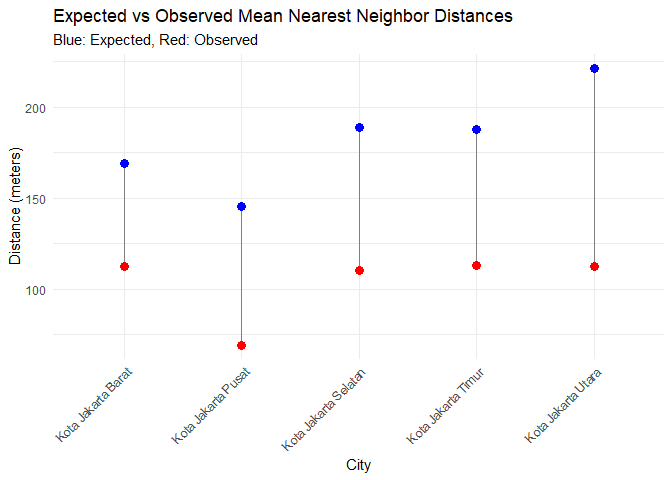 Expected vs Observed Mean Nearest Neighbor Distances
Blue: Expected, Red: Observed
Distance (meters)
200
150
100
Kota Jakarta Barat
Kota Jakarta Pusat
Kota Jakarta Selatan
Kota Jakarta Timur
Kota Jakarta Utara
City